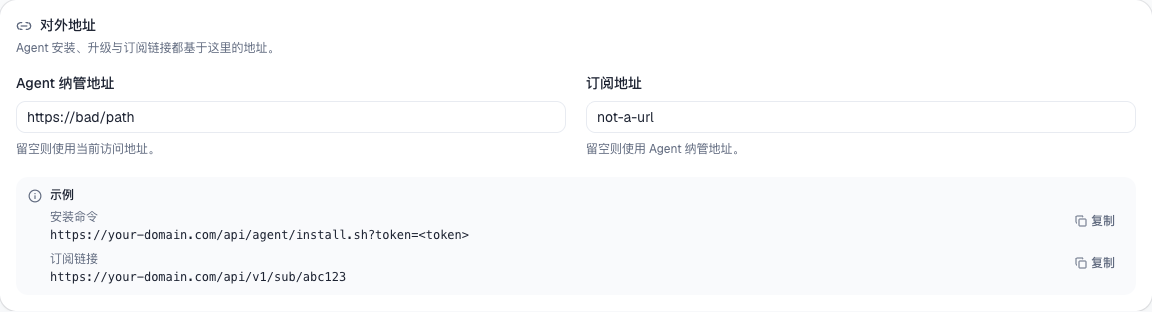 对外地址
Agent 安装、升级与订阅链接都基于这里的地址。
Agent 纳管地址
https://bad/path
留空则使用当前访问地址。
订阅地址
not-a-url
留空则使用 Agent 纳管地址。
示例
安装命令
https://your-domain.com/api/agent/install.sh?token=<token>
复制
订阅链接
https://your-domain.com/api/v1/sub/abc123
复制